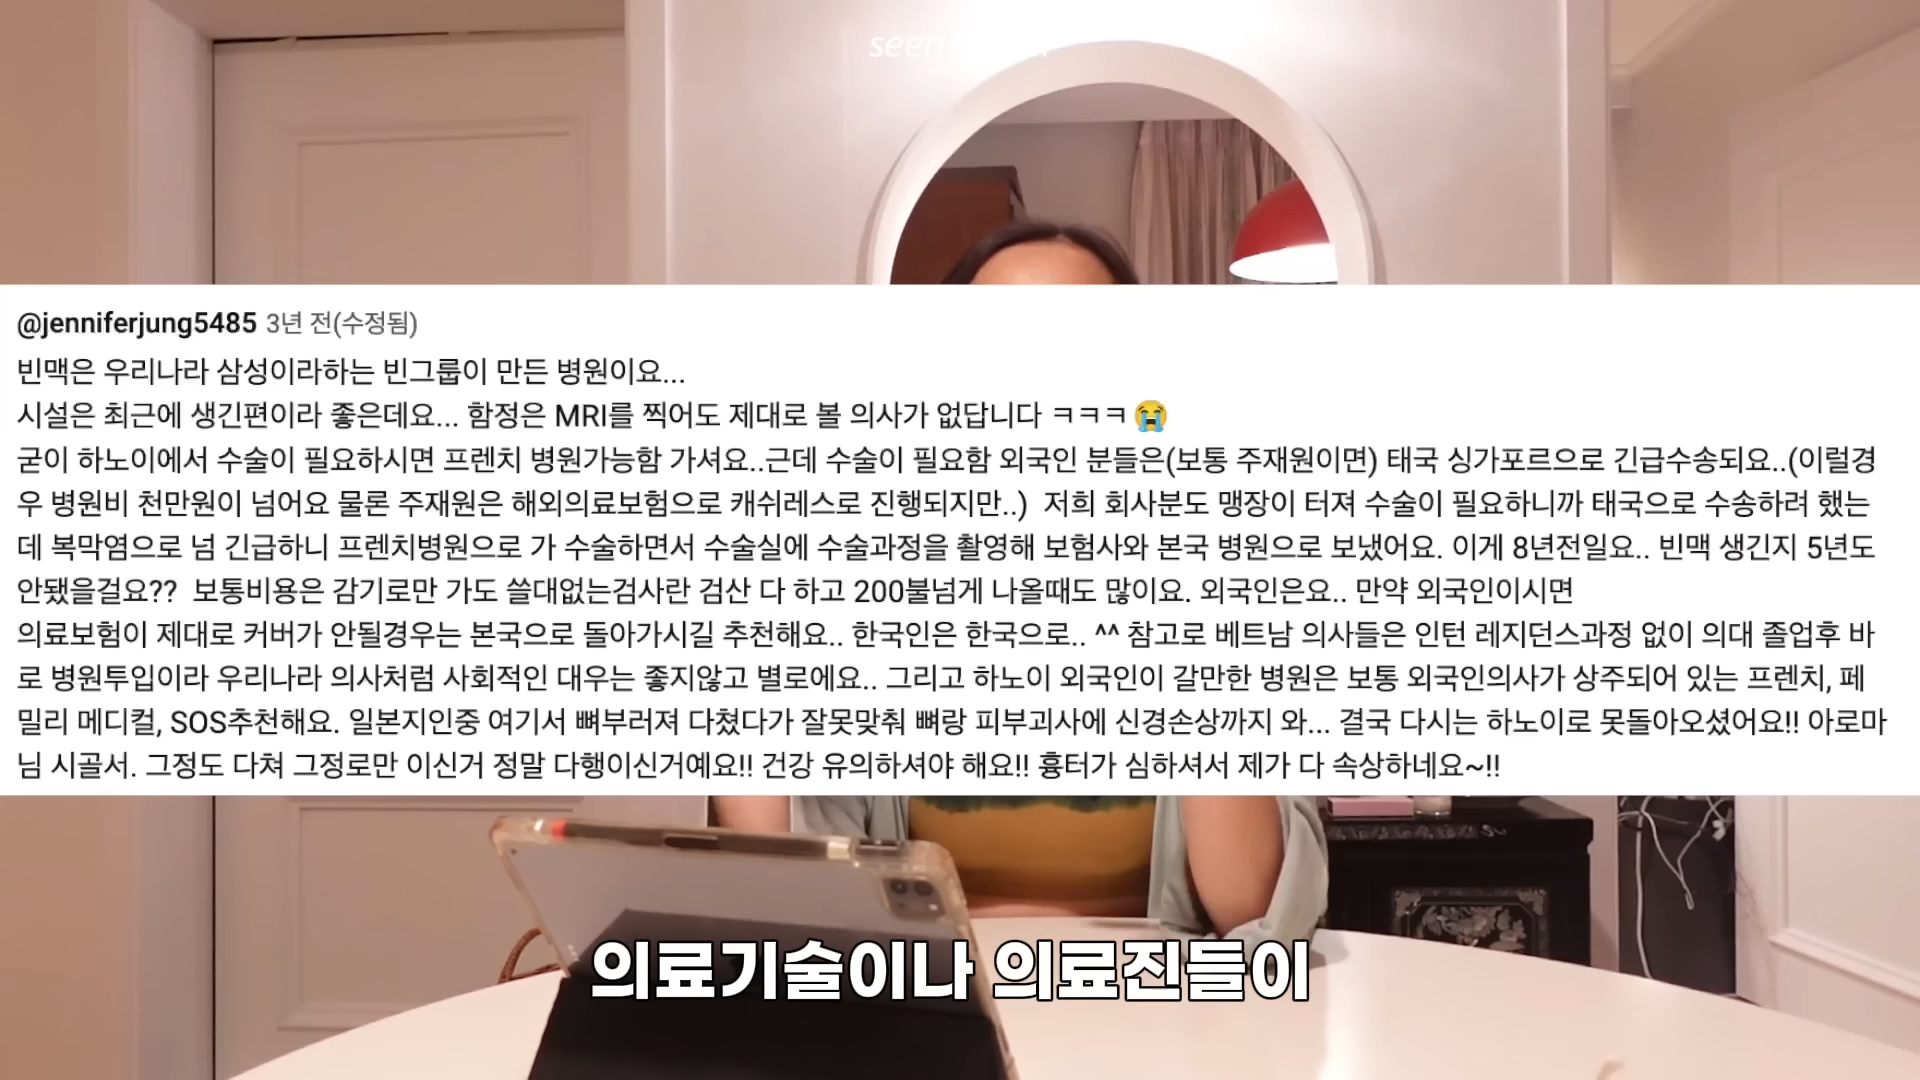 seen
@jenniferjung5485 3년 전(수정됨)
빈맥은 우리나라 삼성이라하는 빈그룹이 만든 병원이요...
시설은 최근에 생긴편이라 좋은데요... 함정은 MRI를 찍어도 제대로 볼 의사가 없답니다 ㅋㅋㅋ😭
굳이 하노이에서 수술이 필요하시면 프렌치 병원가능함 가셔요..근데 수술이 필요함 외국인 분들은(보통 주재원이면) 태국 싱가포르으로 긴급수송되요..(이럴경
우 병원비 천만원이 넘어요 물론 주재원은 해외의료보험으로 캐쉬레스로 진행되지만..)  저희 회사분도 맹장이 터져 수술이 필요하니까 태국으로 수송하려 했는
데 복막염으로 넘 긴급하니 프렌치병원으로 가 수술하면서 수술실에 수술과정을 촬영해 보험사와 본국 병원으로 보냈어요. 이게 8년전일요.. 빈맥 생긴지 5년도
안됐을걸요??  보통비용은 감기로만 가도 쓸대없는검사란 검산 다 하고 200불넘게 나올때도 많이요. 외국인은요.. 만약 외국인이시면
의료보험이 제대로 커버가 안될경우는 본국으로 돌아가시길 추천해요.. 한국인은 한국으로.. ^^ 참고로 베트남 의사들은 인턴 레지던스과정 없이 의대 졸업후 바
로 병원투입이라 우리나라 의사처럼 사회적인 대우는 좋지않고 별로에요.. 그리고 하노이 외국인이 갈만한 병원은 보통 외국인의사가 상주되어 있는 프렌치, 페
밀리 메디컬, SOS추천해요. 일본지인중 여기서 뼈부러져 다쳤다가 잘못맞춰 뼈랑 피부괴사에 신경손상까지 와... 결국 다시는 하노이로 못돌아오셨어요!! 아로마
님 시골서. 그정도 다쳐 그정로만 이신거 정말 다행이신거예요!! 건강 유의하셔야 해요!! 흉터가 심하셔서 제가 다 속상하네요~!!
의료기술이나 의료진들이